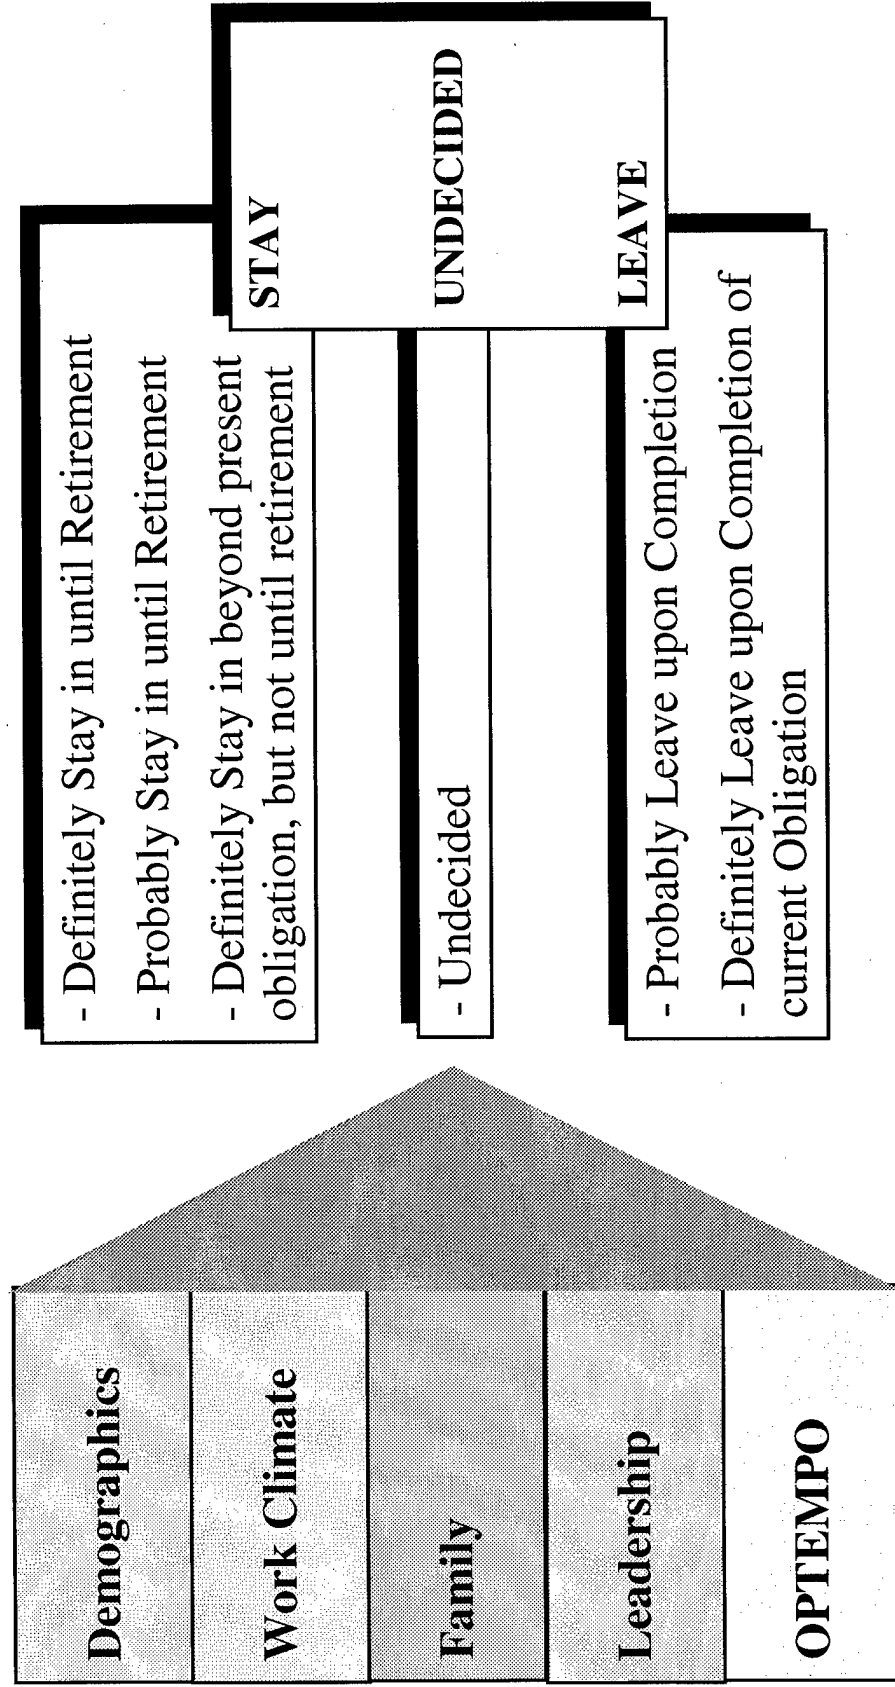 Demographics
Work Climate
Family
Leadership
OPTEMPO
- Definitely Stay in until Retirement
- Probably Stay in until Retirement
- Definitely Stay in beyond present
obligation, but not until retirement
- Undecided
- Probably Leave upon Completion
- Definitely Leave upon Completion of
current Obligation
STAY
UNDECIDED
LEAVE